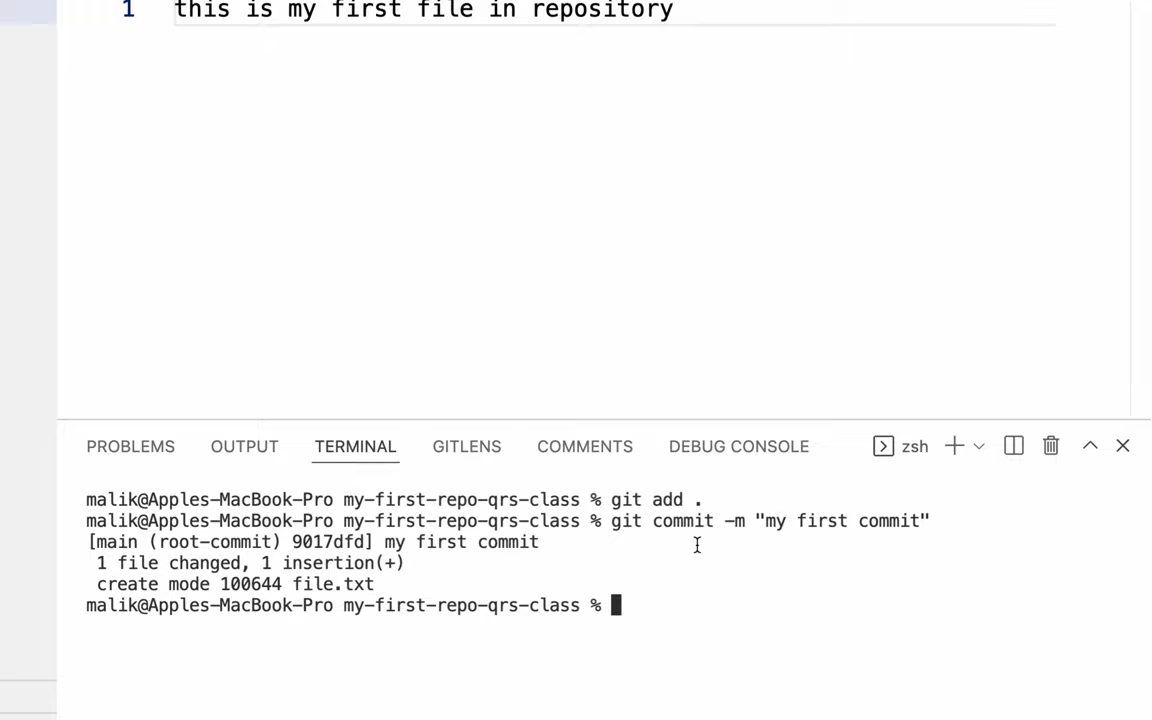 1 this is my first file in repository
PROBLEMS OUTPUT TERMINAL GITLENS COMMENTS DEBUG CONSOLE zsh
malik@Apples-MacBook-Pro my-first-repo-qrs-class % git add .
malik@Apples-MacBook-Pro my-first-repo-qrs-class % git commit -m "my first commit"
[main (root-commit) 9017dfd] my first commit
 1 file changed, 1 insertion(+)
 create mode 100644 file.txt
malik@Apples-MacBook-Pro my-first-repo-qrs-class %